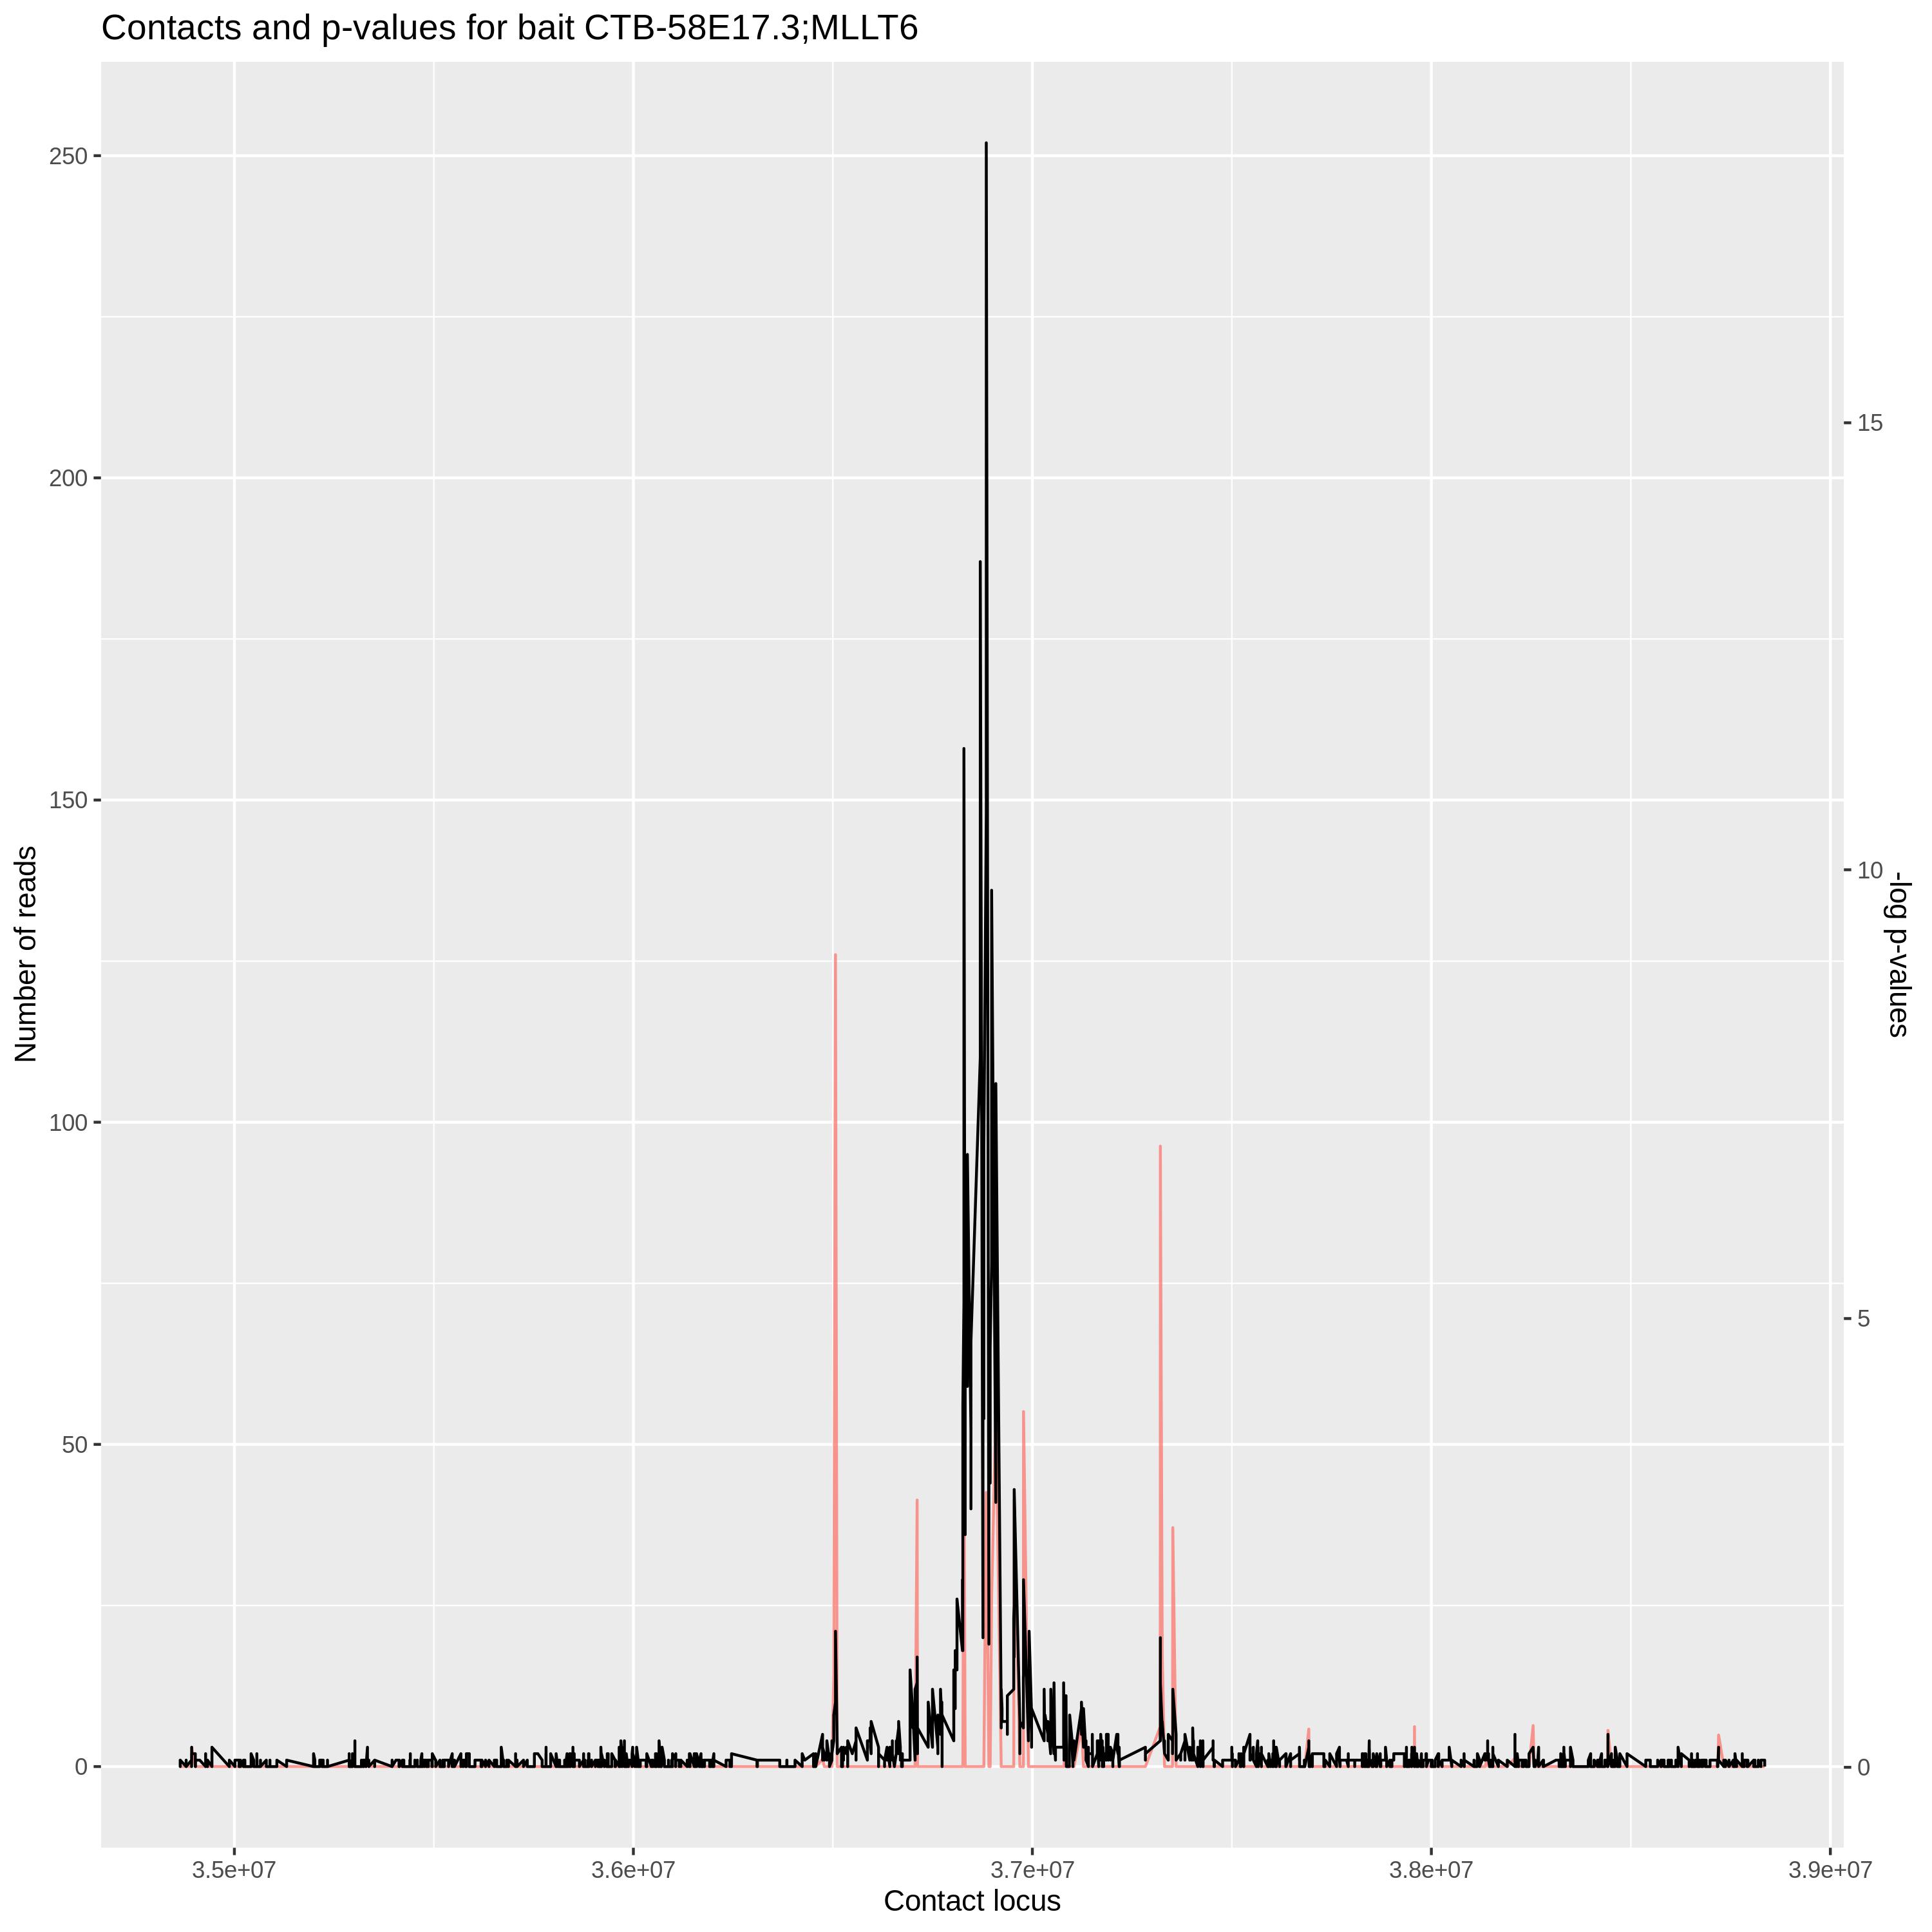 Contacts and p-values for bait CTB-58E17.3;MLLT6
250
200
150
100
50
0
Number of reads
15
10
5
0
-log p-values
3.5e+07
3.6e+07
3.7e+07
3.8e+07
3.9e+07
Contact locus